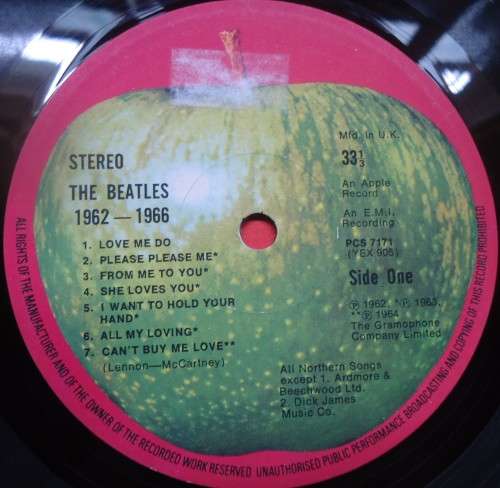 STEREO
THE BEATLES
1962 — 1966
1. LOVE ME DO
2. PLEASE PLEASE ME*
3. FROM ME TO YOU*
4. SHE LOVES YOU*
5. I WANT TO HOLD YOUR
HAND*
6. ALL MY LOVING*
7. CAN'T BUY ME LOVE**
(Lennon—McCartney)
Mfd. in U.K.
33⅓
An Apple
Record
An E.M.I.
Recording
PCS 7171
(YEX 905)
Side One
℗ 1962, *℗ 1963,
**℗ 1964
The Gramophone
Company Limited
All Northern Songs
except 1. Ardmore &
Beechwood Ltd.
2. Dick James
Music Co.
ALL RIGHTS OF THE MANUFACTURER AND OF THE OWNER OF THE RECORDED WORK RESERVED UNAUTHORISED PUBLIC PERFORMANCE BROADCASTING AND COPYING OF THIS RECORD PROHIBITED